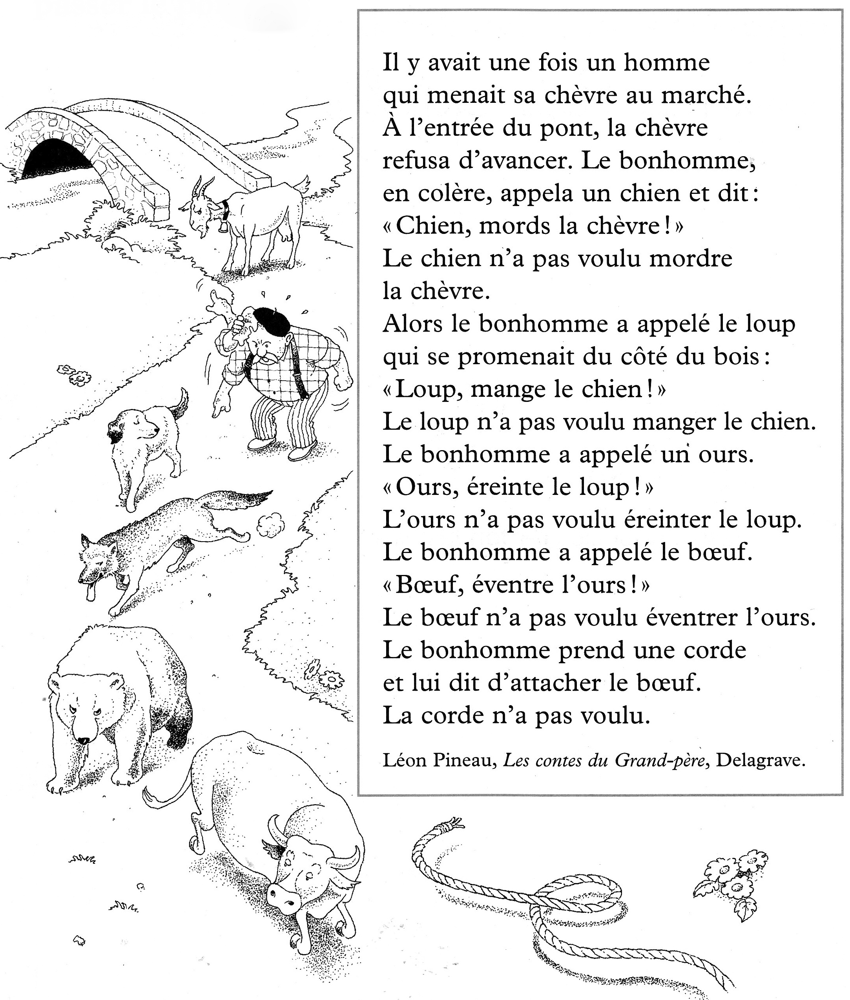 Il y avait une fois un homme
qui menait sa chèvre au marché.
À l’entrée du pont, la chèvre
refusa d’avancer. Le bonhomme,
en colère, appela un chien et dit :
« Chien, mords la chèvre ! »
Le chien n’a pas voulu mordre
la chèvre.
Alors le bonhomme a appelé le loup
qui se promenait du côté du bois :
« Loup, mange le chien ! »
Le loup n’a pas voulu manger le chien.
Le bonhomme a appelé un ours.
« Ours, éreinte le loup ! »
L’ours n’a pas voulu éreinter le loup.
Le bonhomme a appelé le bœuf.
« Bœuf, éventre l’ours ! »
Le bœuf n’a pas voulu éventrer l’ours.
Le bonhomme prend une corde
et lui dit d’attacher le bœuf.
La corde n’a pas voulu.
Léon Pineau, Les contes du Grand-père, Delagrave.